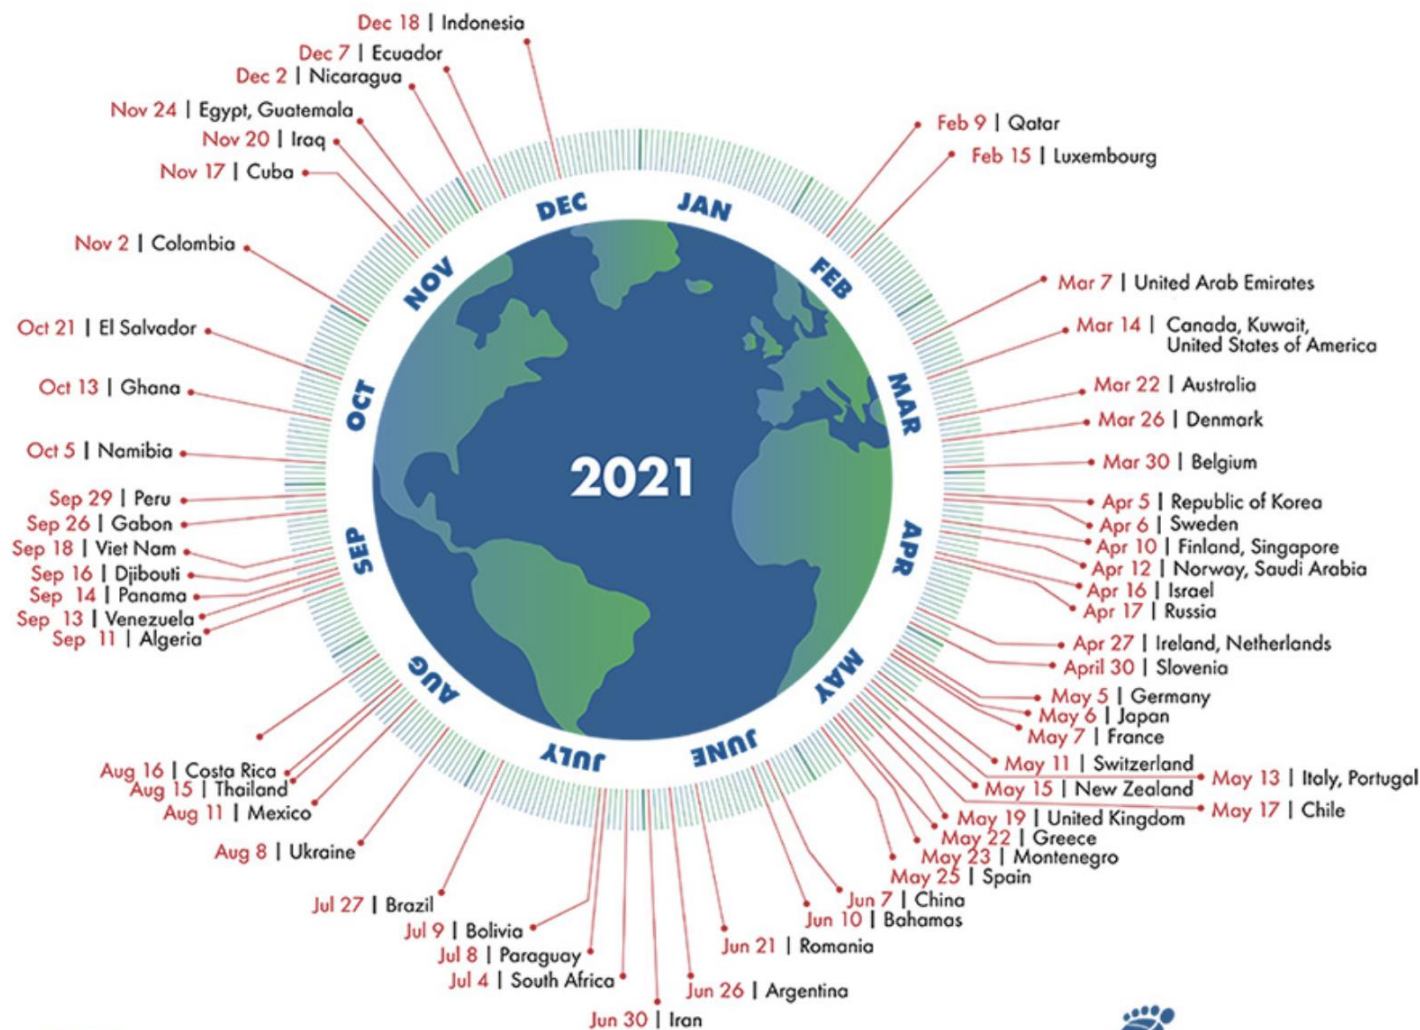 Dec 18 | Indonesia
Dec 7 | Ecuador
Dec 2 | Nicaragua
Nov 24 | Egypt, Guatemala
Nov 20 | Iraq
Nov 17 | Cuba
Nov 2 | Colombia
Oct 21 | El Salvador
Oct 13 | Ghana
Oct 5 | Namibia
Sep 29 | Peru
Sep 26 | Gabon
Sep 18 | Viet Nam
Sep 16 | Djibouti
Sep 14 | Panama
Sep 13 | Venezuela
Sep 11 | Algeria
Aug 16 | Costa Rica
Aug 15 | Thailand
Aug 11 | Mexico
Aug 8 | Ukraine
Jul 27 | Brazil
Jul 9 | Bolivia
Jul 8 | Paraguay
Jul 4 | South Africa
Jun 30 | Iran
JAN
FEB
MAR
APR
MAY
JUNE
JULY
AUG
SEP
OCT
NOV
DEC
2021
Feb 9 | Qatar
Feb 15 | Luxembourg
Mar 7 | United Arab Emirates
Mar 14 | Canada, Kuwait,
United States of America
Mar 22 | Australia
Mar 26 | Denmark
Mar 30 | Belgium
Apr 5 | Republic of Korea
Apr 6 | Sweden
Apr 10 | Finland, Singapore
Apr 12 | Norway, Saudi Arabia
Apr 16 | Israel
Apr 17 | Russia
Apr 27 | Ireland, Netherlands
April 30 | Slovenia
May 5 | Germany
May 6 | Japan
May 7 | France
May 11 | Switzerland
May 13 | Italy, Portugal
May 15 | New Zealand
May 17 | Chile
May 19 | United Kingdom
May 22 | Greece
May 23 | Montenegro
May 25 | Spain
Jun 7 | China
Jun 10 | Bahamas
Jun 21 | Romania
Jun 26 | Argentina